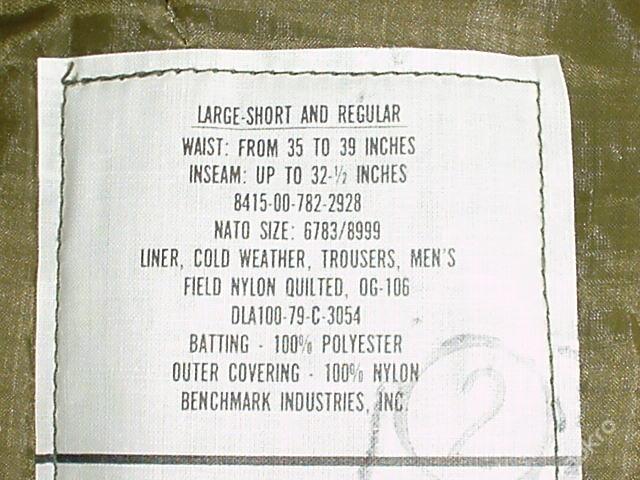 LARGE-SHORT AND REGULAR
WAIST: FROM 35 TO 39 INCHES
INSEAM: UP TO 32-½ INCHES
8415-00-782-2928
NATO SIZE: 6783/8999
LINER, COLD WEATHER, TROUSERS, MEN'S
FIELD NYLON QUILTED, OG-106
DLA100-79-C-3054
BATTING - 100% POLYESTER
OUTER COVERING - 100% NYLON
BENCHMARK INDUSTRIES, INC.
2